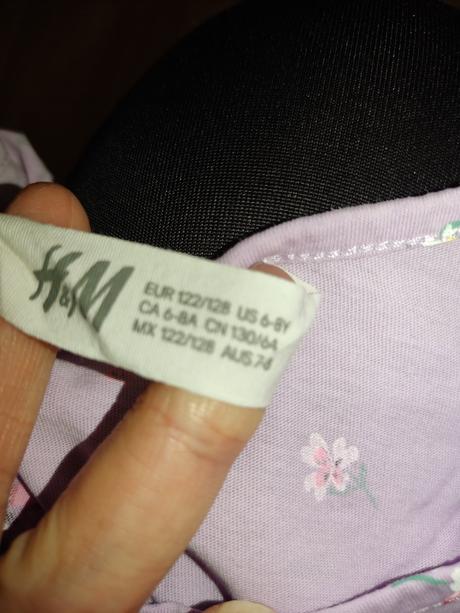 H&M
EUR 122/128 US 6-8Y
CA 6-8A CN 130/64
MX 122/128 AUS 7-8